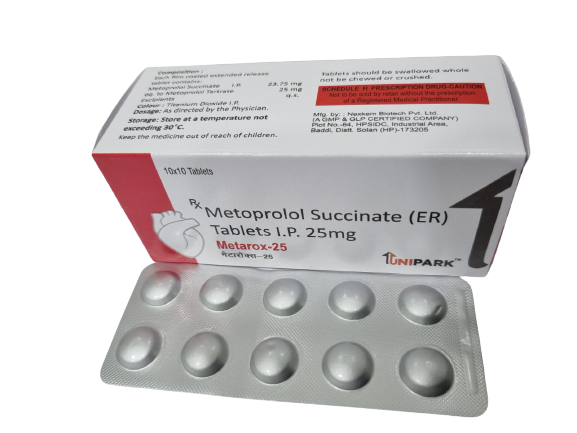 Composition :
Each film coated extended release
tablet contains:
Metoprolol Succinate I.P. 23.75 mg
eq. to Metoprolol Tartrate 25 mg
Excipients q.s.
Colour : Titanium Dioxide I.P.
Dosage: As directed by the Physician.
Storage: Store at a temperature not
exceeding 30°C.
Keep the medicine out of reach of children.
Tablets should be swallowed whole
not be chewed or crushed.
SCHEDULE H PRESCRIPTION DRUG-CAUTION
Not to be sold by retail without the prescription
of a Registered Medical Practitioner.
Mfg. by. : Naxkem Biotech Pvt. Ltd.
(A GMP & GLP CERTIFIED COMPANY)
Plot No.-84, HPSIDC, Industrial Area,
Baddi, Distt. Solan (HP)-173205
10x10 Tablets
Rx Metoprolol Succinate (ER)
Tablets I.P. 25mg
Metarox-25
मेटारोक्स-25
UNIPARK™